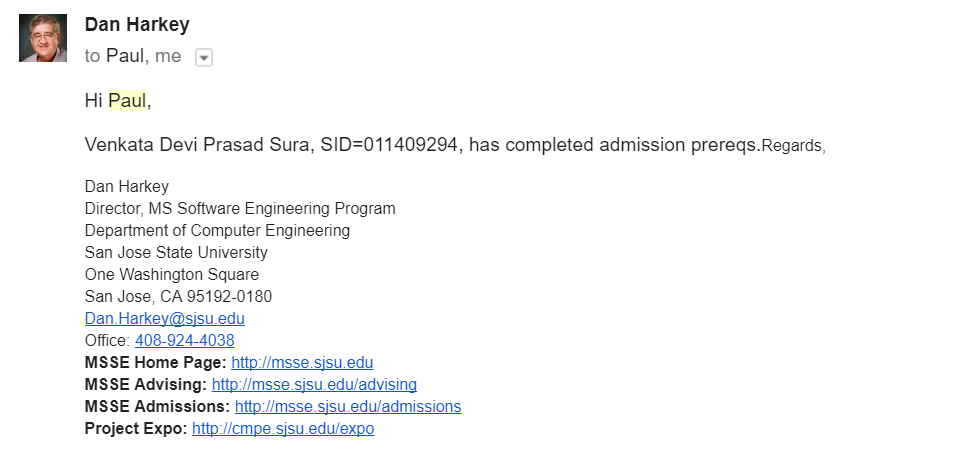 Dan Harkey
to Paul, me
Hi Paul,
Venkata Devi Prasad Sura, SID=011409294, has completed admission prereqs.Regards,
Dan Harkey
Director, MS Software Engineering Program
Department of Computer Engineering
San Jose State University
One Washington Square
San Jose, CA 95192-0180
Dan.Harkey@sjsu.edu
Office: 408-924-4038
MSSE Home Page: http://msse.sjsu.edu
MSSE Advising: http://msse.sjsu.edu/advising
MSSE Admissions: http://msse.sjsu.edu/admissions
Project Expo: http://cmpe.sjsu.edu/expo